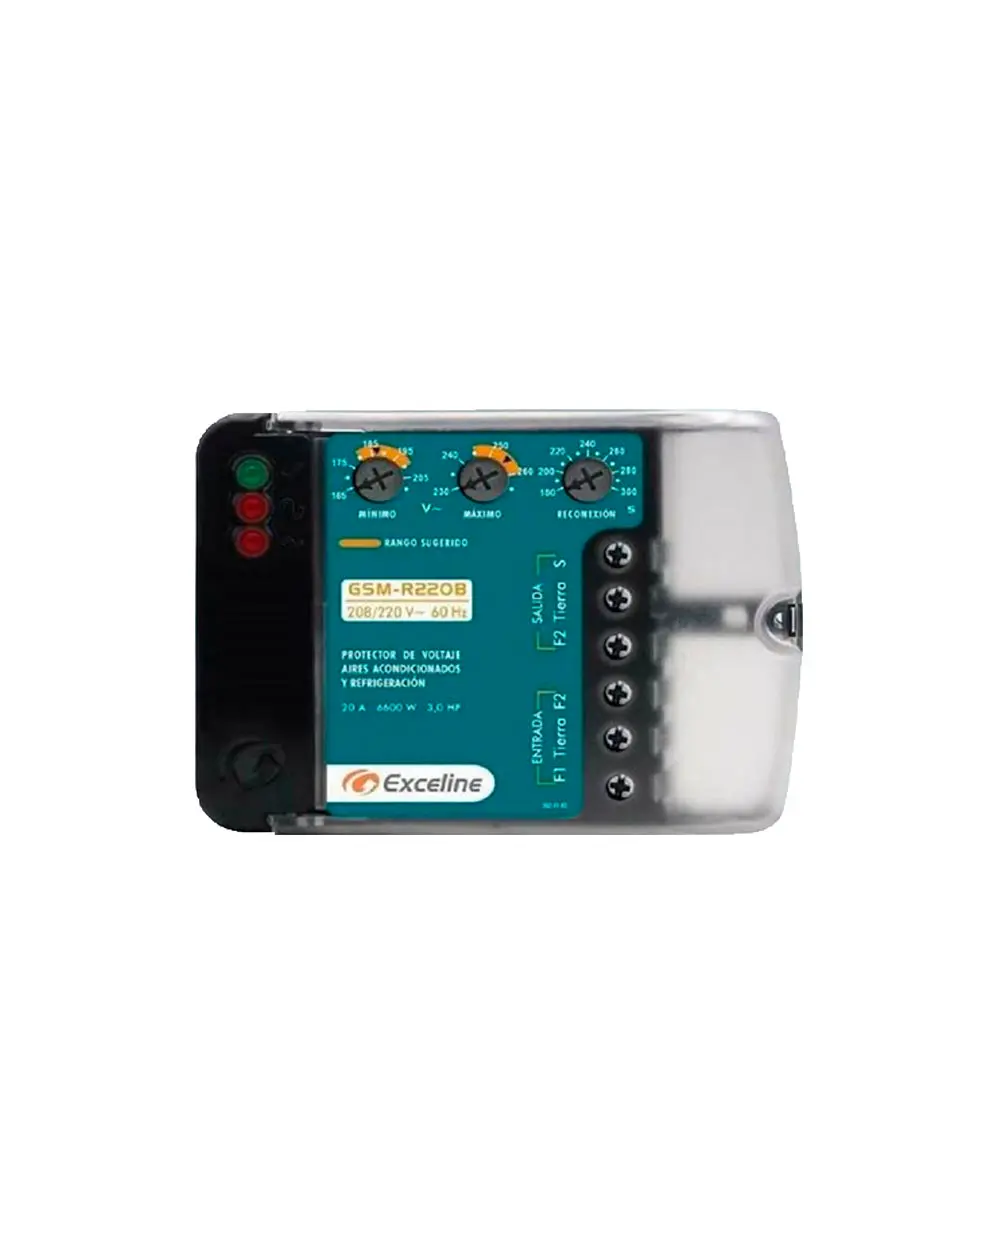 165 175 185 195 205
MÍNIMO
V~
230 240 250 260
MÁXIMO
180 200 220 240 260 280 300
RECONEXIÓN S
RANGO SUGERIDO
GSM-R220B
208/220 V~ 60 Hz
PROTECTOR DE VOLTAJE
AIRES ACONDICIONADOS
Y REFRIGERACIÓN
20 A 6600 W 3,0 HP
SALIDA
F2 Tierra S
ENTRADA
F1 Tierra F2
Exceline